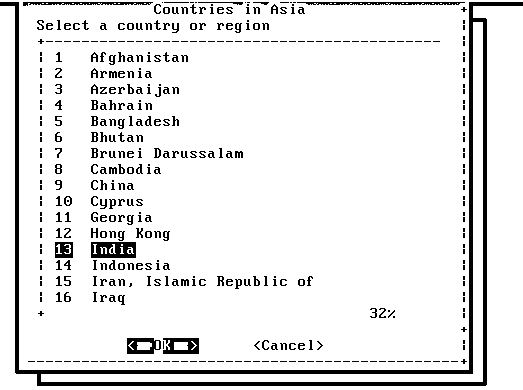 Countries in Asia
Select a country or region
1 Afghanistan
2 Armenia
3 Azerbaijan
4 Bahrain
5 Bangladesh
6 Bhutan
7 Brunei Darussalam
8 Cambodia
9 China
10 Cyprus
11 Georgia
12 Hong Kong
13 India
14 Indonesia
15 Iran, Islamic Republic of
16 Iraq
32%
< OK > <Cancel>